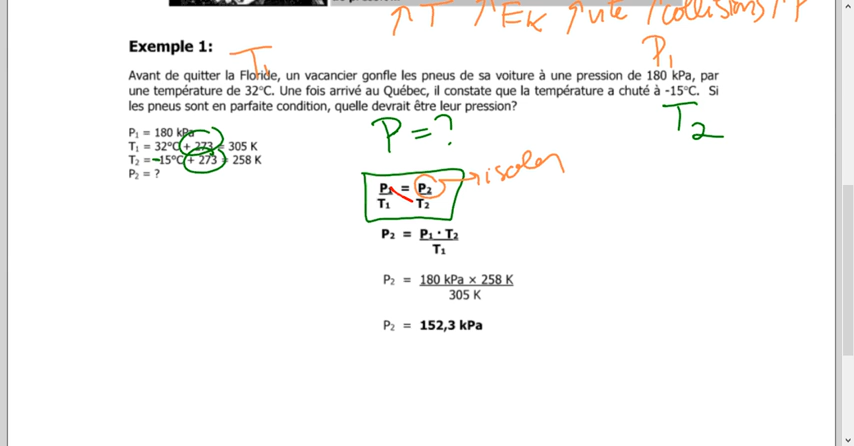 ↑ T ↑ EK ↑ vite ↑ collisions ↑ P
Exemple 1:
T1
P1
Avant de quitter la Floride, un vacancier gonfle les pneus de sa voiture à une pression de 180 kPa, par
une température de 32°C. Une fois arrivé au Québec, il constate que la température a chuté à -15°C. Si
les pneus sont en parfaite condition, quelle devrait être leur pression?
T2
P = ?
P₁ = 180 kPa
T₁ = 32°C + 273 = 305 K
T₂ = -15°C + 273 = 258 K
P₂ = ?
→ isoler
P₁ = P₂
T₁ T₂
P₂ = P₁ · T₂
T₁
P₂ = 180 kPa × 258 K
305 K
P₂ = 152,3 kPa